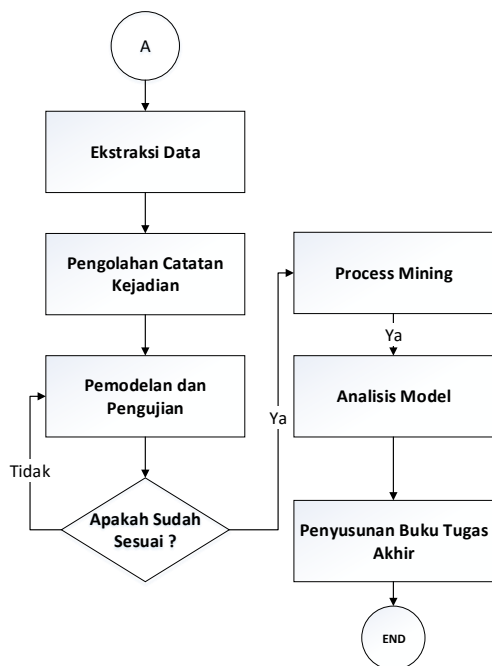 A
Ekstraksi Data
Pengolahan Catatan
Kejadian
Pemodelan dan
Pengujian
Tidak
Apakah Sudah
Sesuai ?
Ya
Process Mining
Ya
Analisis Model
Penyusunan Buku Tugas
Akhir
END